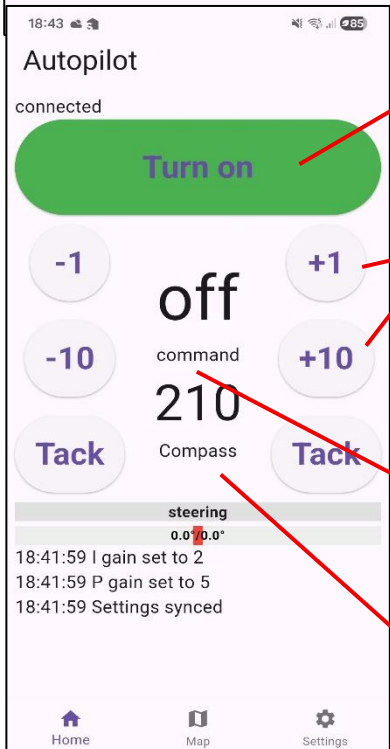 18:43 85
Autopilot
connected
Turn on
-1 +1
off
-10 command +10
210
Tack Compass Tack
steering
0.0°/0.0°
18:41:59 I gain set to 2
18:41:59 P gain set to 5
18:41:59 Settings synced
Home Map Settings